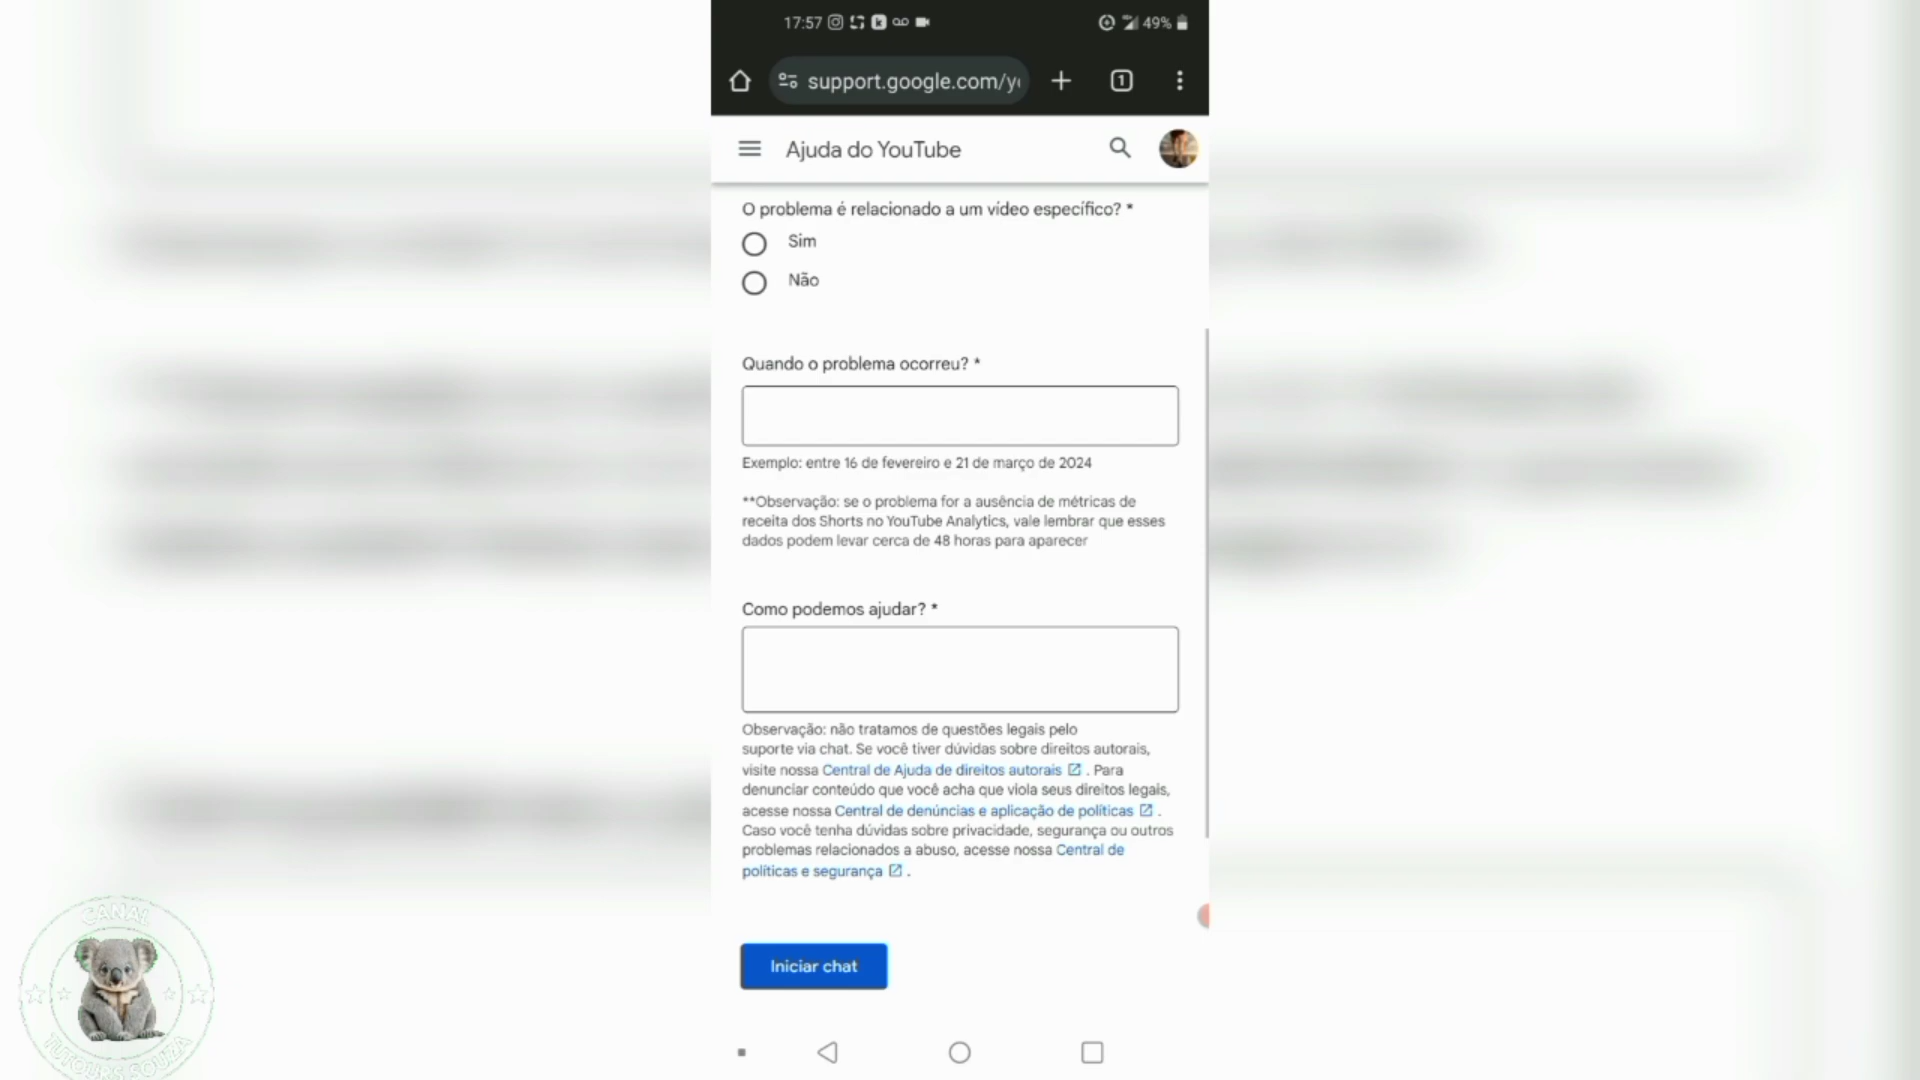 17:57
49%
support.google.com/y
1
Ajuda do YouTube
O problema é relacionado a um vídeo específico? *
Sim
Não
Quando o problema ocorreu? *
Exemplo: entre 16 de fevereiro e 21 de março de 2024
**Observação: se o problema for a ausência de métricas de
receita dos Shorts no YouTube Analytics, vale lembrar que esses
dados podem levar cerca de 48 horas para aparecer
Como podemos ajudar? *
Observação: não tratamos de questões legais pelo
suporte via chat. Se você tiver dúvidas sobre direitos autorais,
visite nossa Central de Ajuda de direitos autorais . Para
denunciar conteúdo que você acha que viola seus direitos legais,
acesse nossa Central de denúncias e aplicação de políticas .
Caso você tenha dúvidas sobre privacidade, segurança ou outros
problemas relacionados a abuso, acesse nossa Central de
políticas e segurança .
Iniciar chat
CANAL
TUTOURS SOUZA